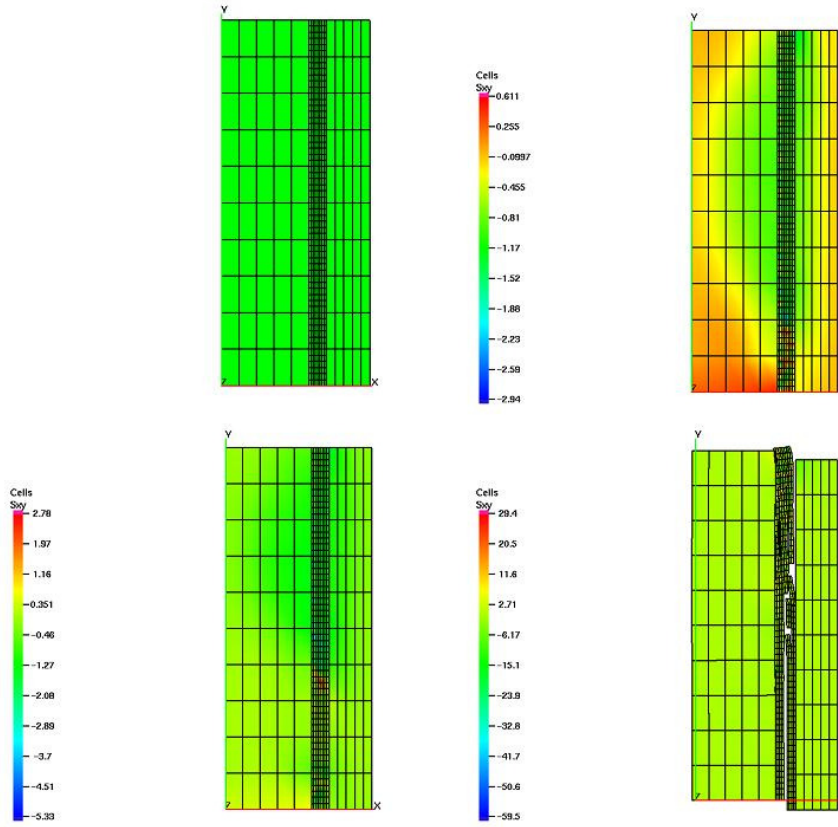 Y
Z
X
Cells
Sxy
0.611
0.255
-0.0997
-0.455
-0.81
-1.17
-1.52
-1.88
-2.23
-2.59
-2.94
Y
Z
Cells
Sxy
2.78
1.97
1.16
0.351
-0.46
-1.27
-2.08
-2.89
-3.7
-4.51
-5.33
Y
Z
X
Cells
Sxy
29.4
20.5
11.6
2.71
-6.17
-15.1
-23.9
-32.8
-41.7
-50.6
-59.5
Y
Z